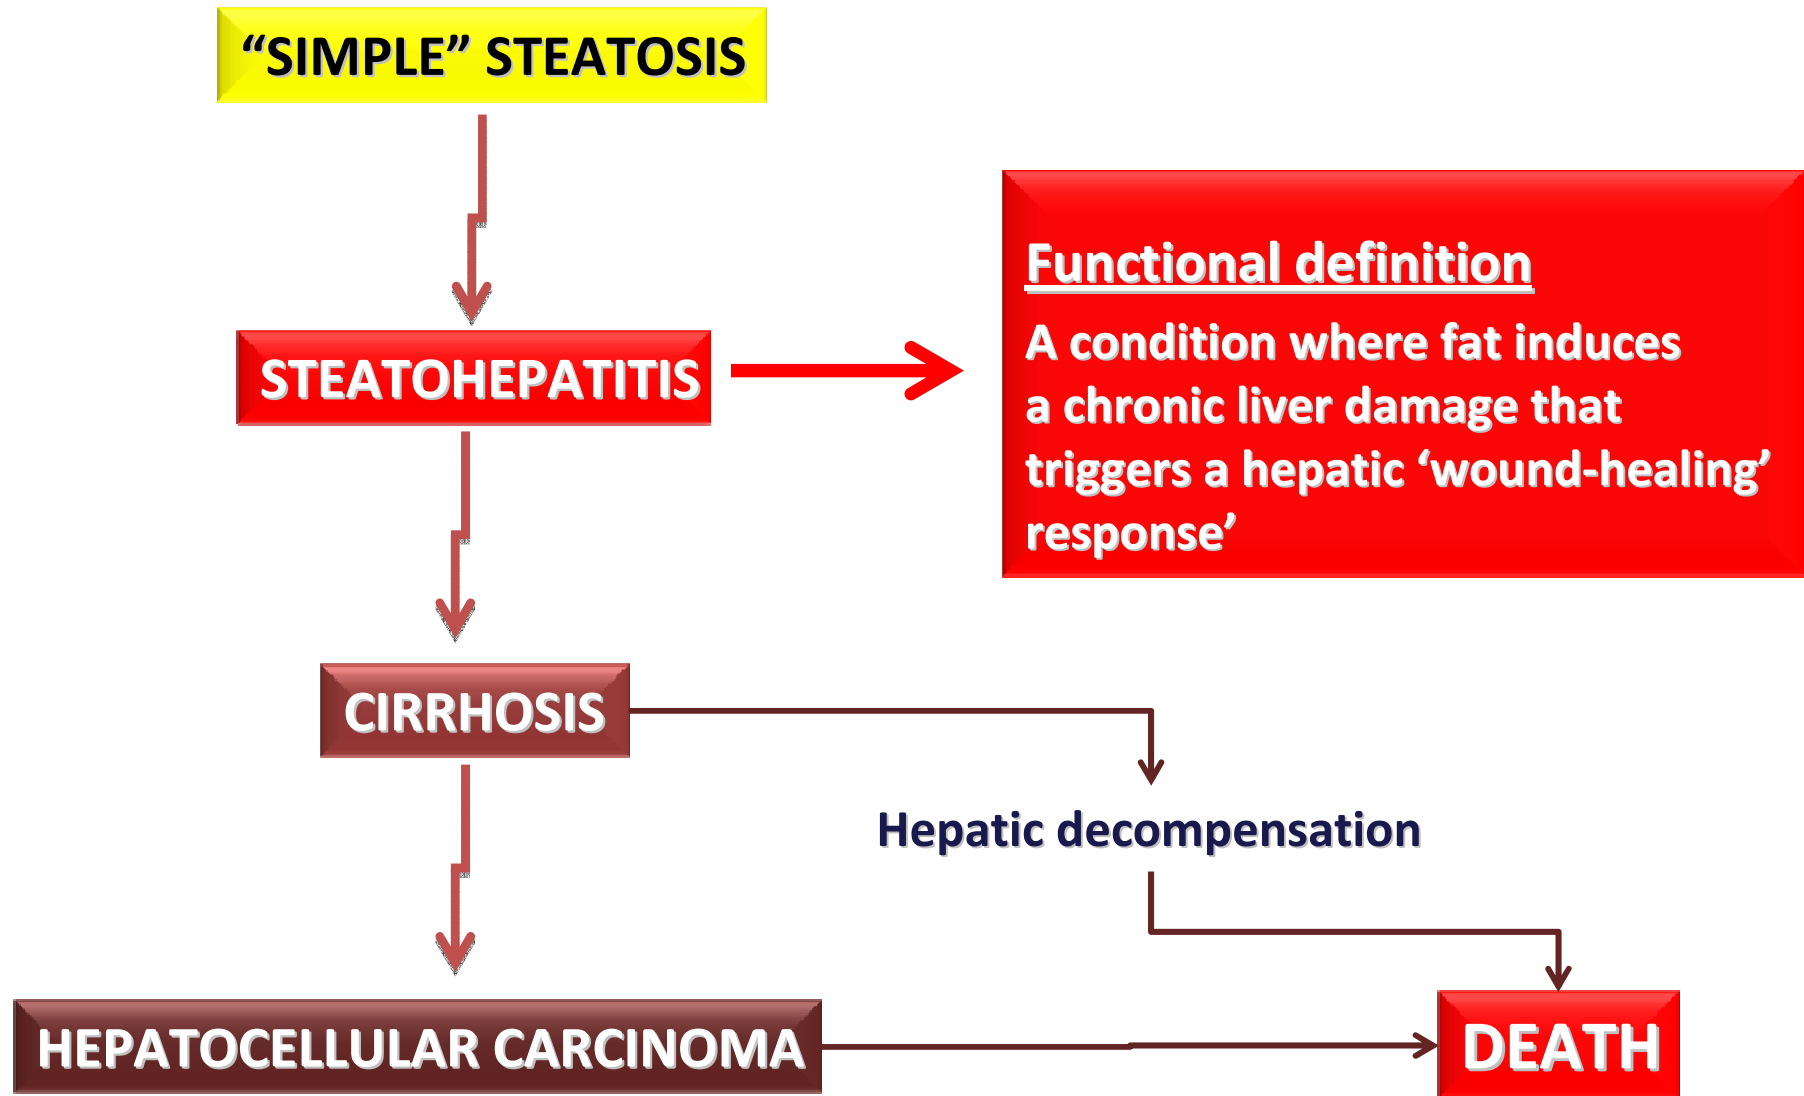 “SIMPLE” STEATOSIS
STEATOHEPATITIS
Functional definition
A condition where fat induces
a chronic liver damage that
triggers a hepatic ‘wound-healing’
response’
CIRRHOSIS
Hepatic decompensation
HEPATOCELLULAR CARCINOMA
DEATH